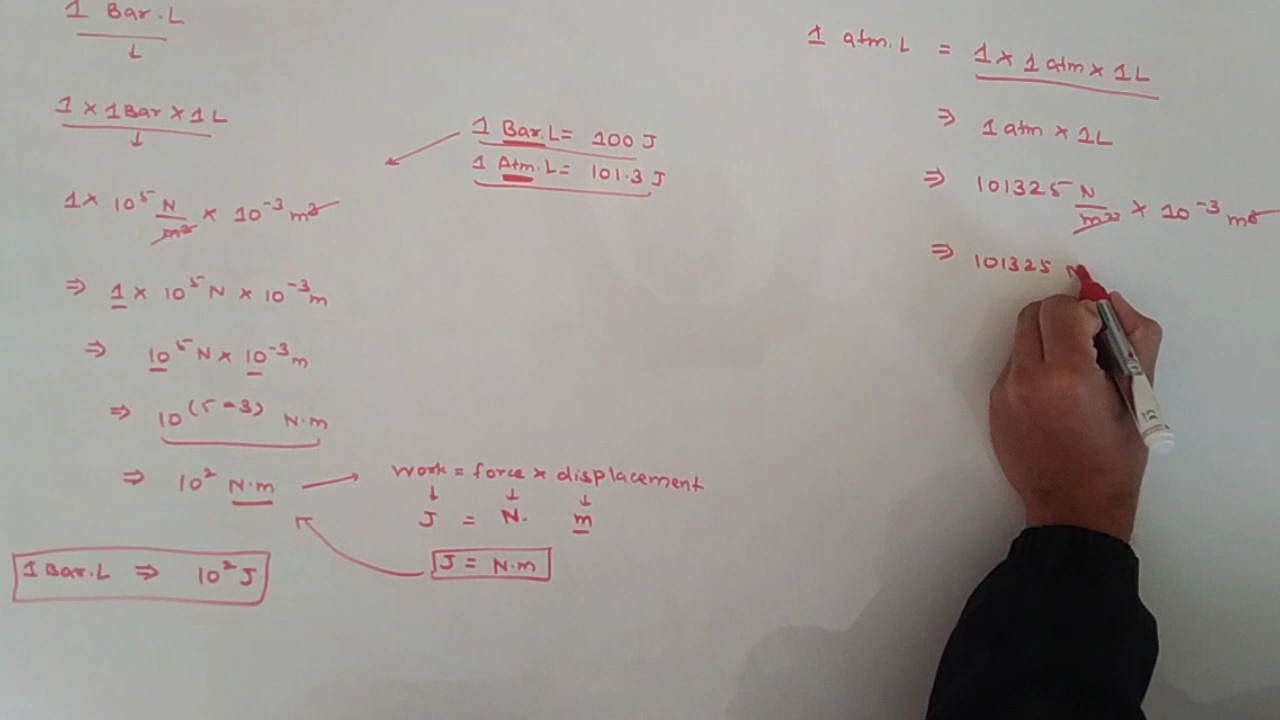 1 Bar.L
↓
1 × 1 Bar × 1 L
↓
1 × 10⁵ N/m² × 10⁻³ m³
⇒ 1 × 10⁵ N × 10⁻³ m
⇒ 10⁵ N × 10⁻³ m
⇒ 10⁽⁵⁻³⁾ N.m
⇒ 10² N.m
1 Bar.L ⇒ 10² J
1 Bar.L = 100 J
1 Atm.L = 101.3 J
work = force × displacement
↓ ↓ ↓
J = N. m
J = N.m
1 atm.L = 1 × 1 atm × 1 L
⇒ 1 atm × 1 L
⇒ 101325 N/m² × 10⁻³ m³
⇒ 101325 N